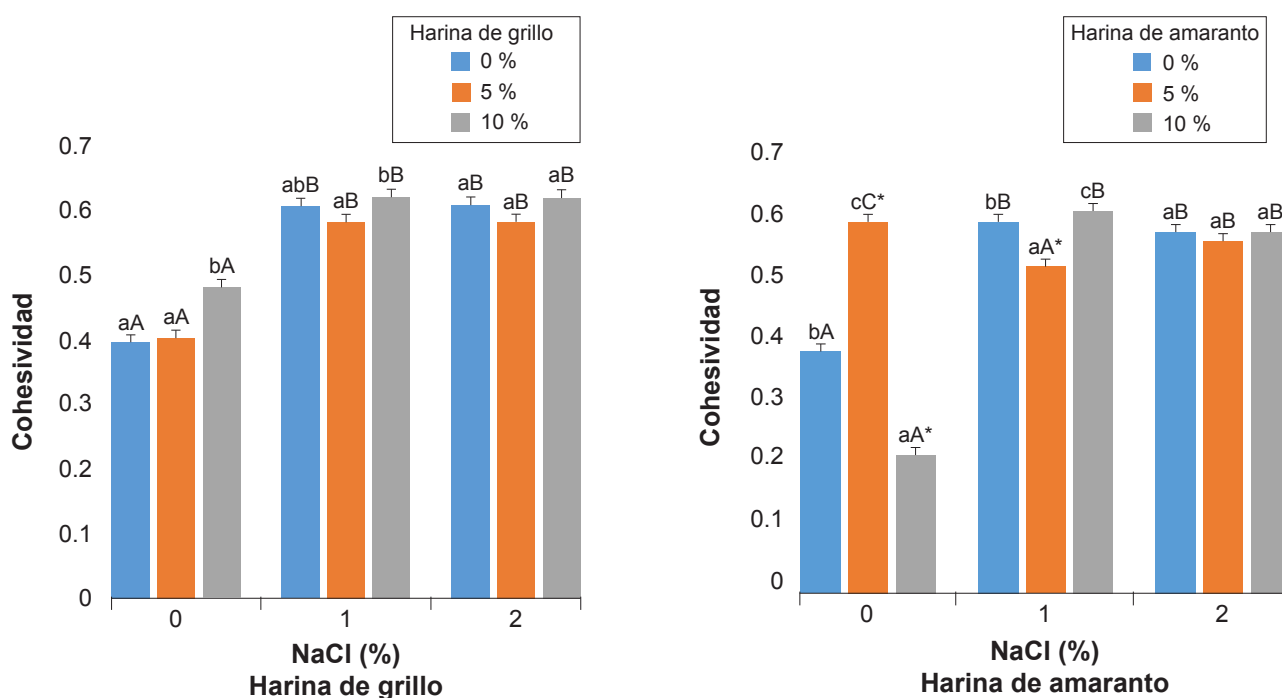 Harina de grillo
0 %
5 %
10 %
0.7
0.6
0.5
0.4
0.3
0.2
0.1
0
Cohesividad
aA
aA
bA
abB
aB
bB
aB
aB
aB
0
1
2
NaCl (%)
Harina de grillo
Harina de amaranto
0 %
5 %
10 %
0.7
0.6
0.5
0.4
0.3
0.2
0.1
0
Cohesividad
bA
cC*
aA*
bB
aA*
cB
aB
aB
aB
0
1
2
NaCl (%)
Harina de amaranto